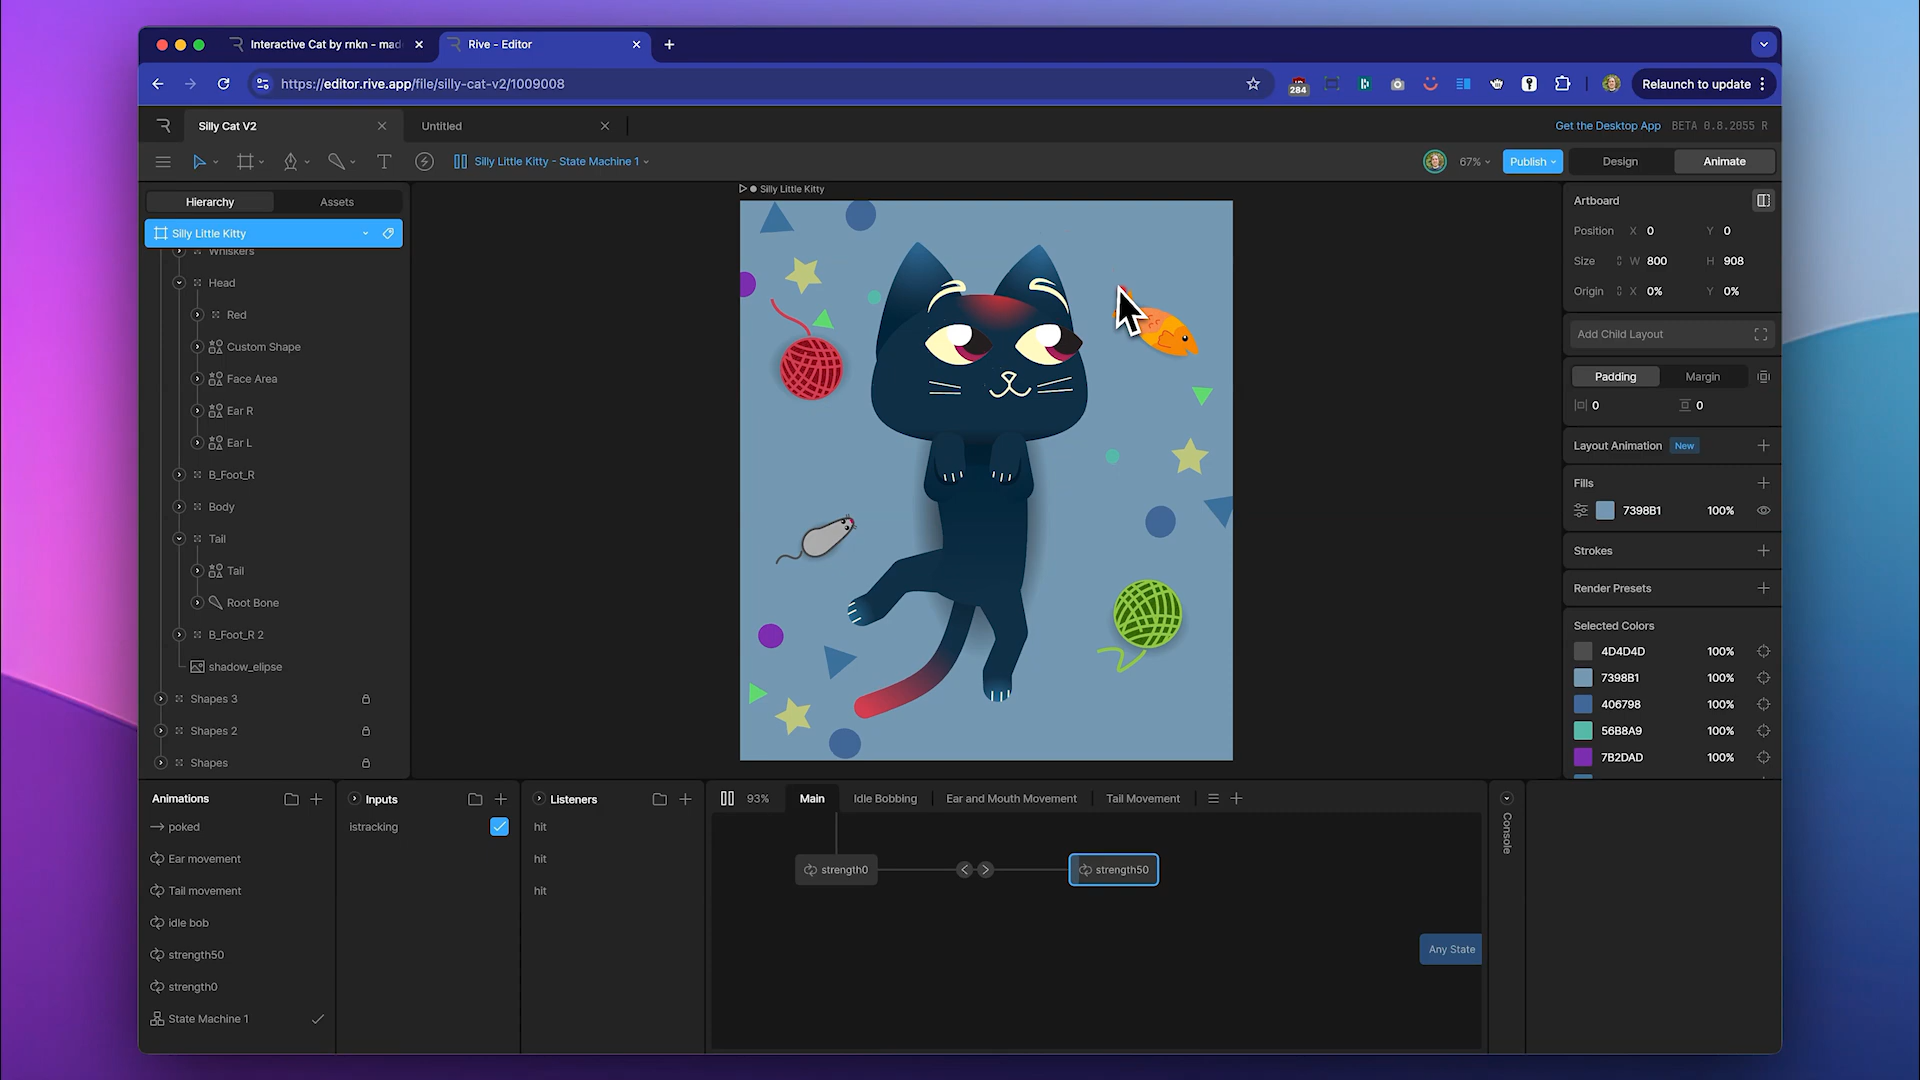 Interactive Cat by rnkn - mad
Rive - Editor
https://editor.rive.app/file/silly-cat-v2/1009008
284
Relaunch to update
Silly Cat V2
Untitled
Get the Desktop App
BETA 0.8.2055 R
Silly Little Kitty - State Machine 1
67%
Publish
Design
Animate
Hierarchy
Assets
Silly Little Kitty
Whiskers
Head
Red
Custom Shape
Face Area
Ear R
Ear L
B_Foot_R
Body
Tail
Tail
Root Bone
B_Foot_R 2
shadow_elipse
Shapes 3
Shapes 2
Shapes
Silly Little Kitty
Artboard
Position X 0 Y 0
Size W 800 H 908
Origin X 0% Y 0%
Add Child Layout
Padding
Margin
0 0
Layout Animation New
Fills
7398B1 100%
Strokes
Render Presets
Selected Colors
4D4D4D 100%
7398B1 100%
406798 100%
56B8A9 100%
7B2DAD 100%
Animations
poked
Ear movement
Tail movement
idle bob
strength50
strength0
State Machine 1
Inputs
istracking
Listeners
hit
hit
hit
93%
Main
Idle Bobbing
Ear and Mouth Movement
Tail Movement
strength0
strength50
Any State
Console